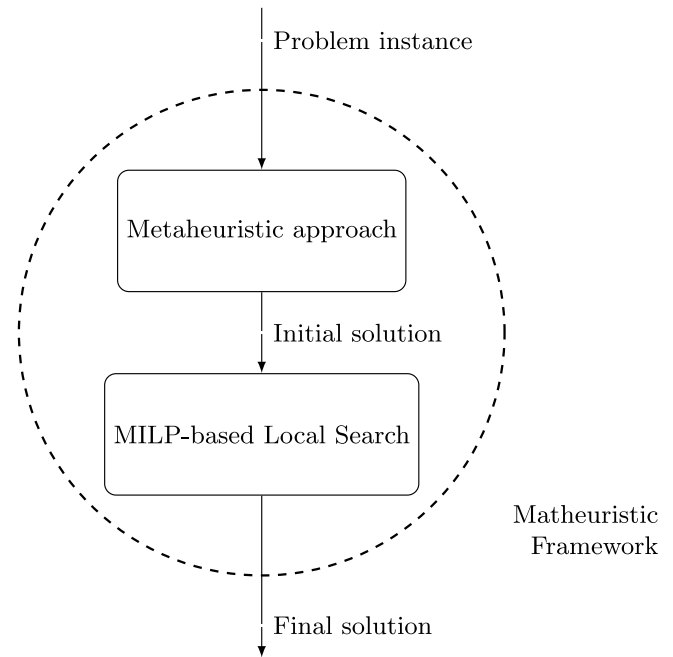 Problem instance
Metaheuristic approach
Initial solution
MILP-based Local Search
Matheuristic
Framework
Final solution